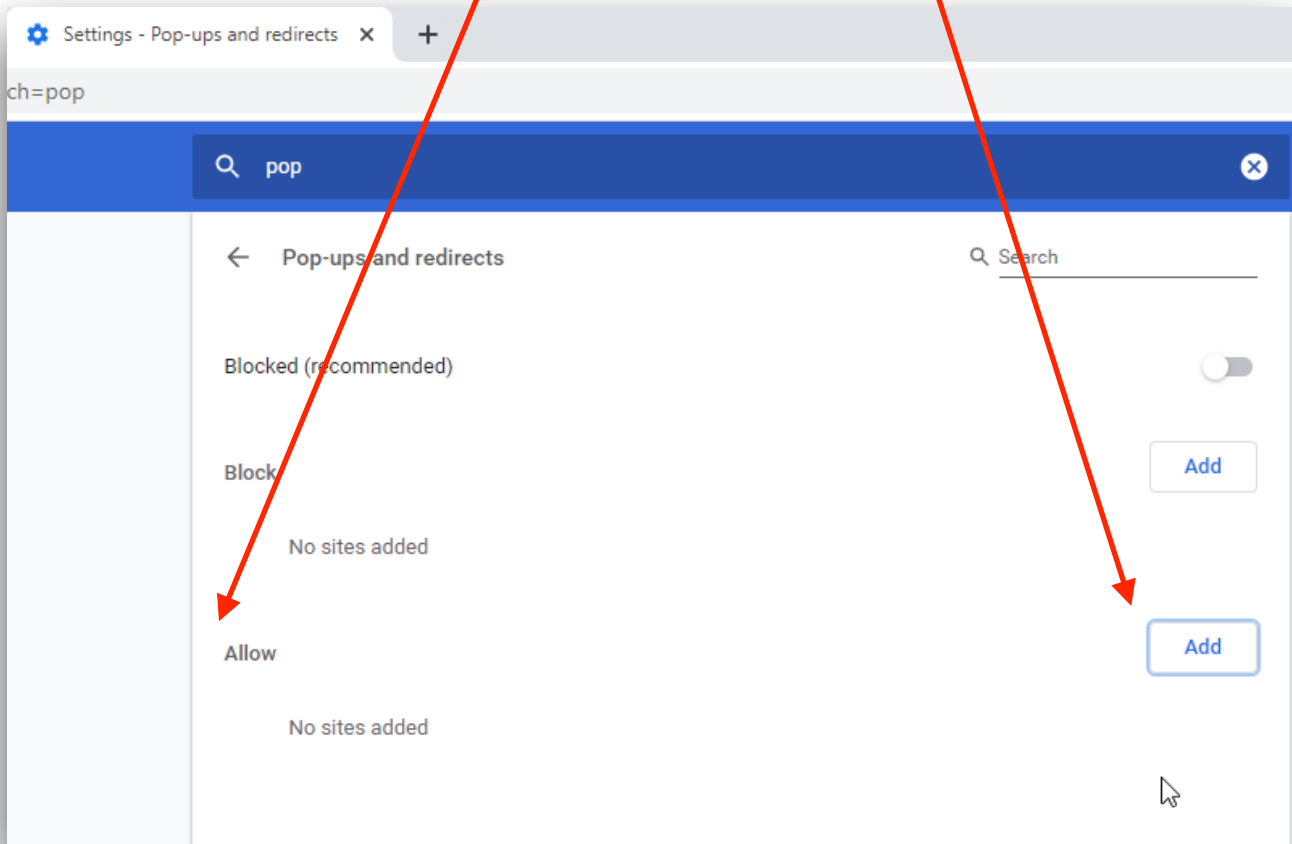 Settings - Pop-ups and redirects
ch=pop
pop
Pop-ups and redirects
Search
Blocked (recommended)
Block
Add
No sites added
Allow
Add
No sites added